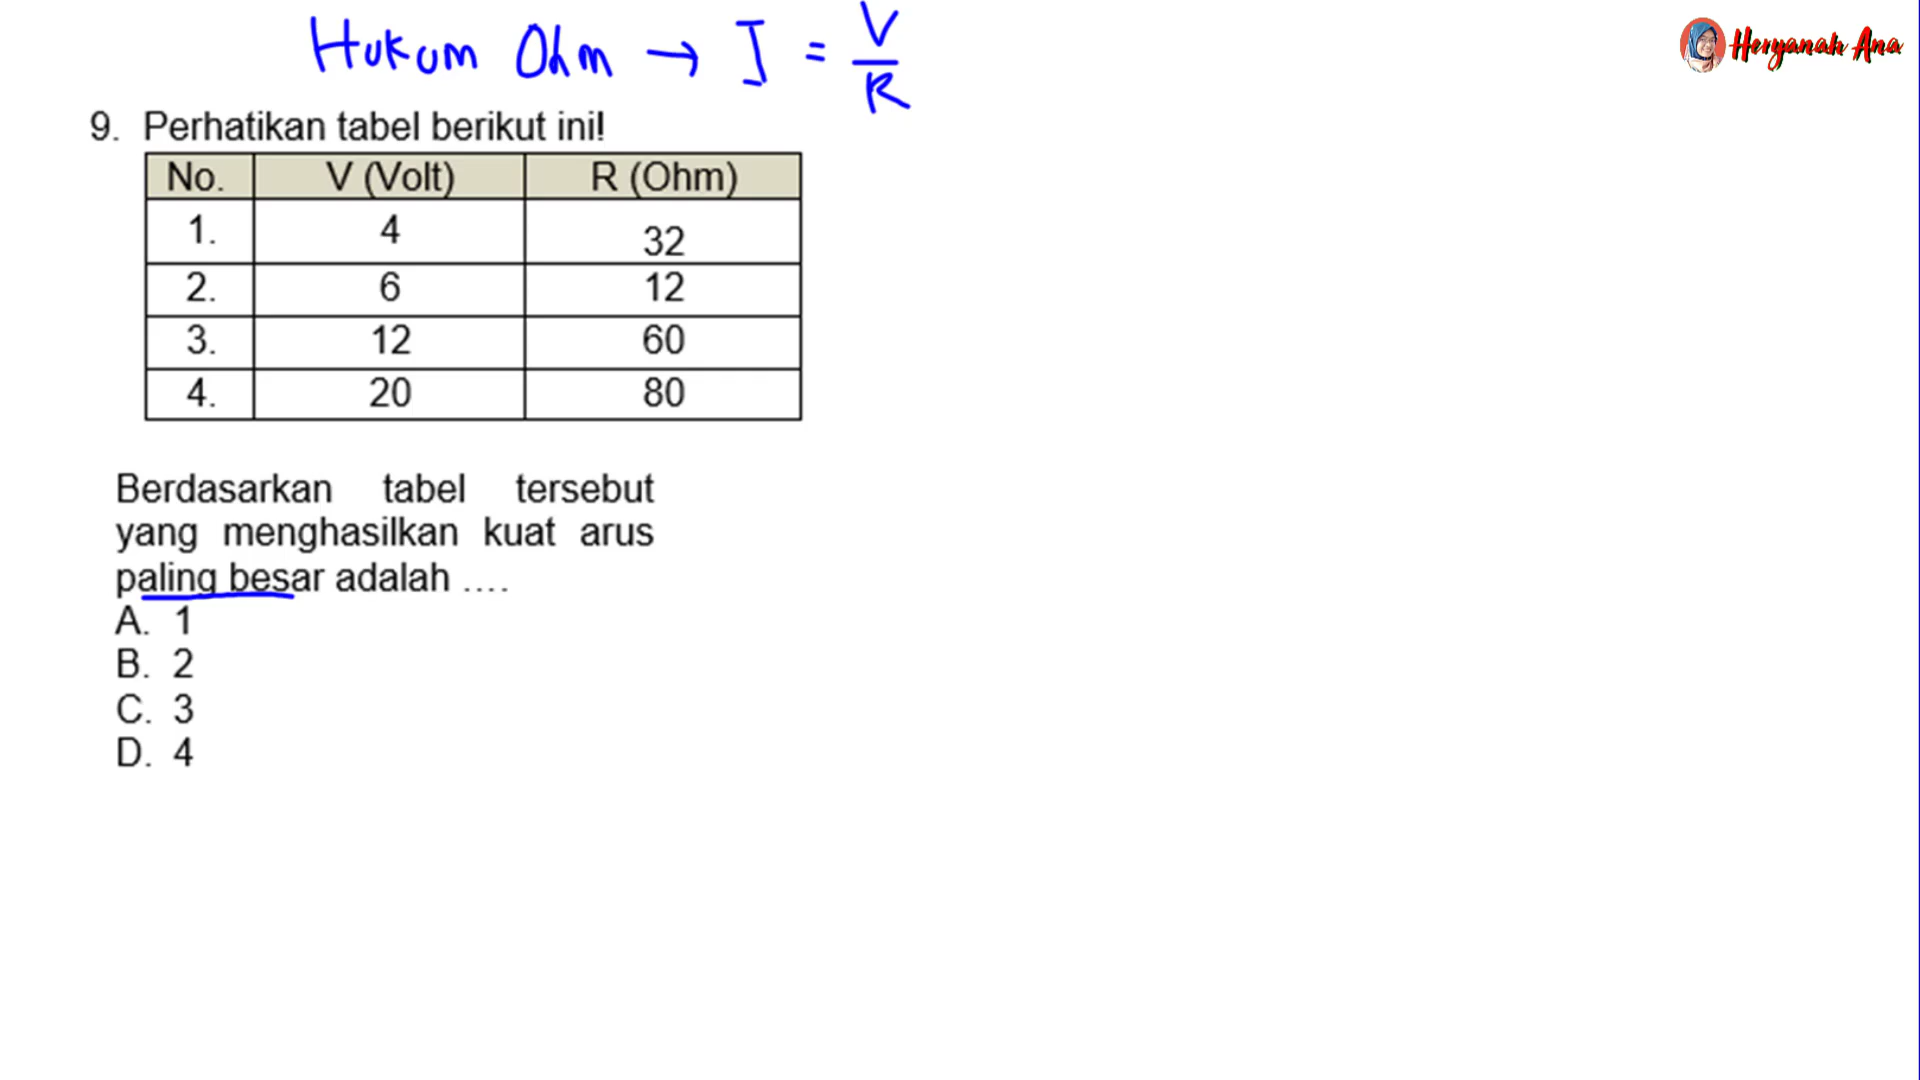 Hukum Ohm → I = V/R
Heryanah Ana
9. Perhatikan tabel berikut ini!
No. V (Volt) R (Ohm)
1. 4 32
2. 6 12
3. 12 60
4. 20 80
Berdasarkan tabel tersebut
yang menghasilkan kuat arus
paling besar adalah ....
A. 1
B. 2
C. 3
D. 4